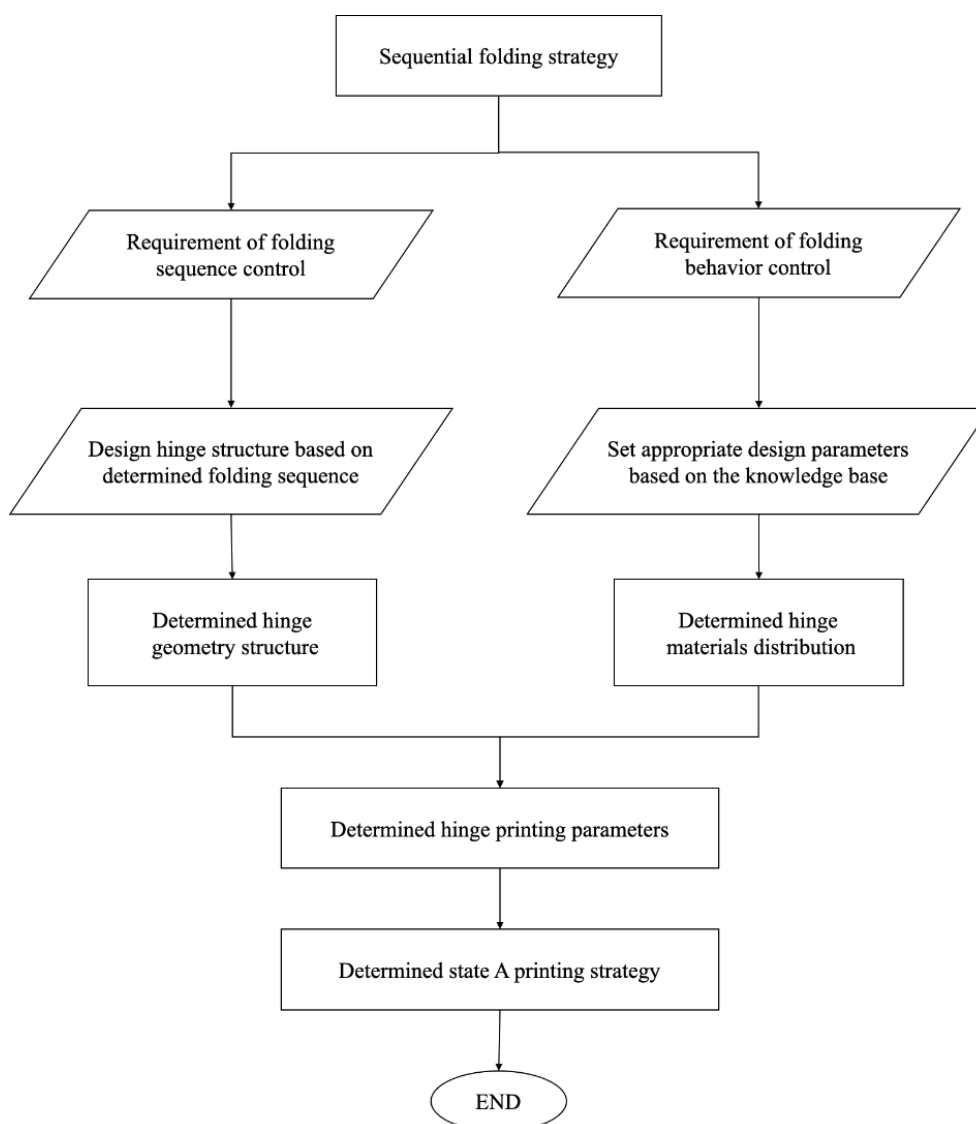 Sequential folding strategy
Requirement of folding
sequence control
Requirement of folding
behavior control
Design hinge structure based on
determined folding sequence
Set appropriate design parameters
based on the knowledge base
Determined hinge
geometry structure
Determined hinge
materials distribution
Determined hinge printing parameters
Determined state A printing strategy
END